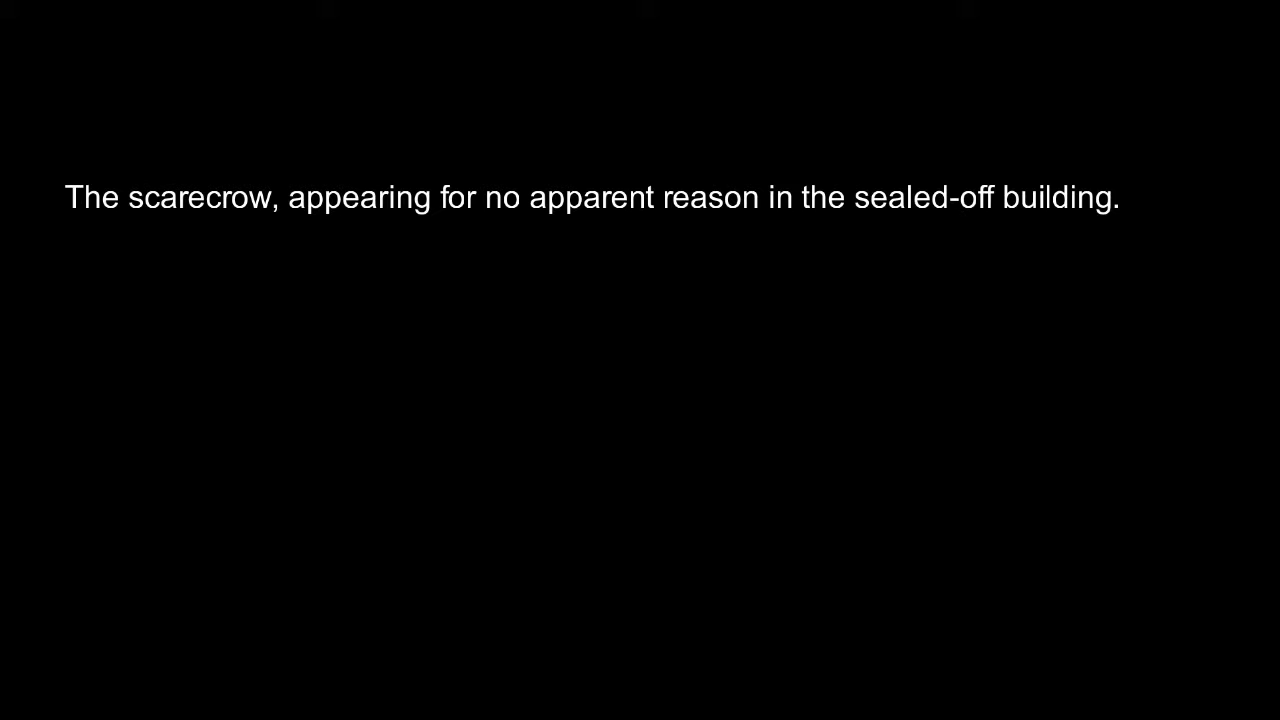 The scarecrow, appearing for no apparent reason in the sealed-off building.